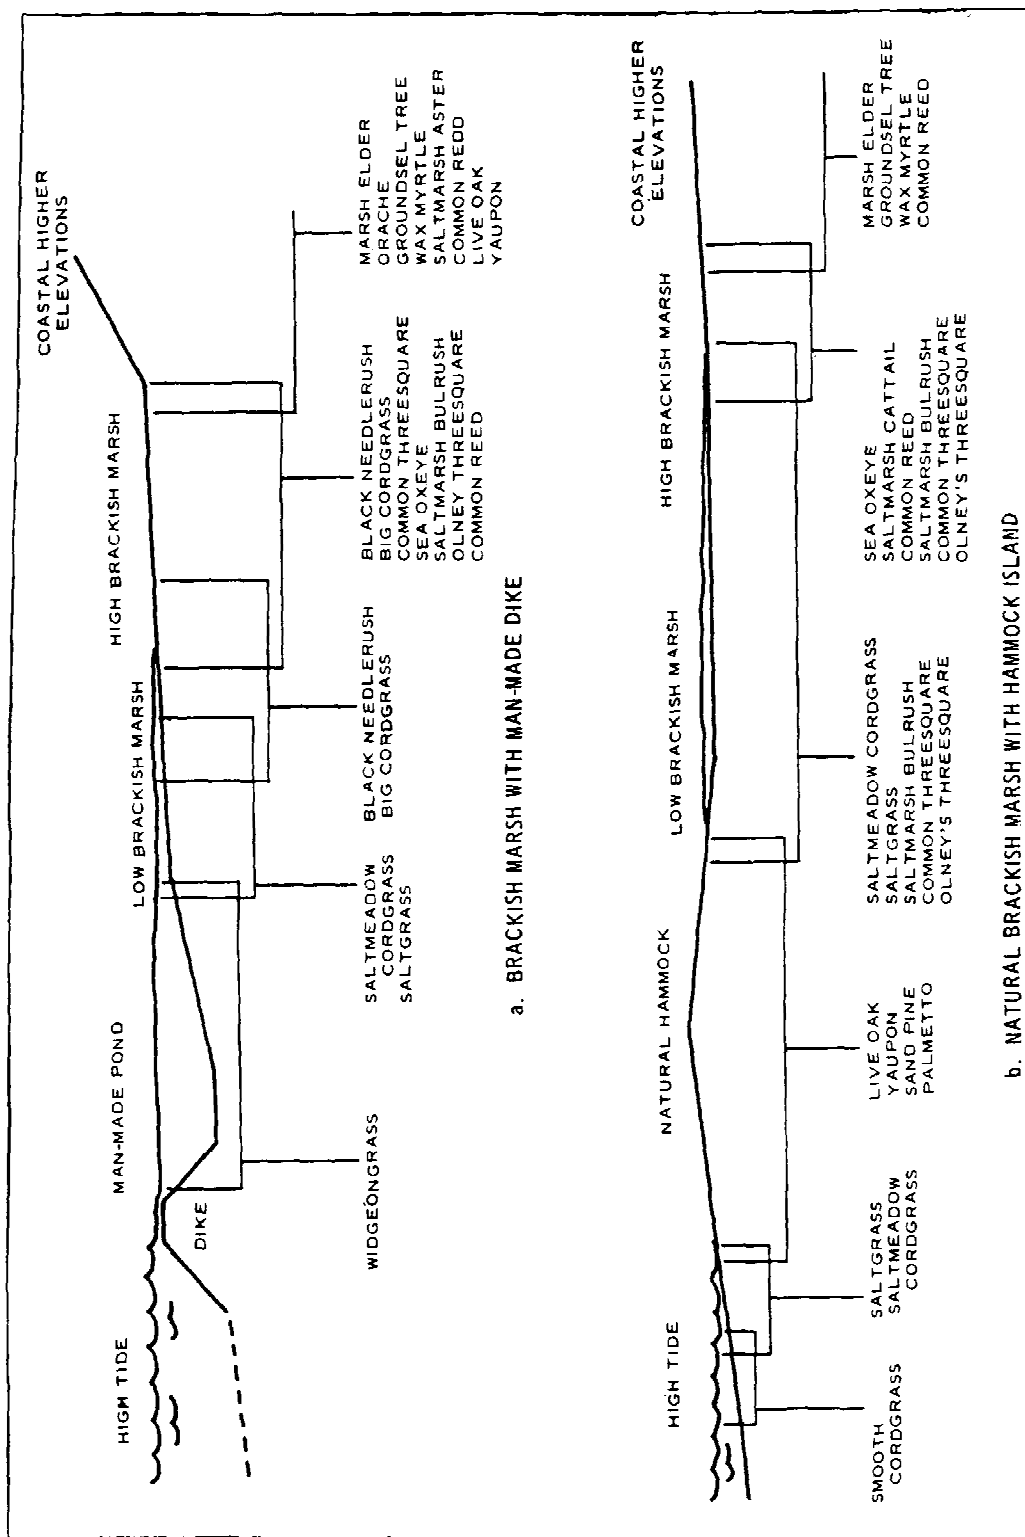 HIGH TIDE
MAN-MADE POND
LOW BRACKISH MARSH
HIGH BRACKISH MARSH
COASTAL HIGHER
ELEVATIONS
DIKE
WIDGEONGRASS
SALTMEADOW
CORDGRASS
SALTGRASS
BLACK NEEDLERUSH
BIG CORDGRASS
BLACK NEEDLERUSH
BIG CORDGRASS
COMMON THREESQUARE
SEA OXEYE
SALTMARSH BULRUSH
OLNEY THREESQUARE
COMMON REED
MARSH ELDER
ORACHE
GROUNDSEL TREE
WAX MYRTLE
SALTMARSH ASTER
COMMON REDD
LIVE OAK
YAUPON
a. BRACKISH MARSH WITH MAN-MADE DIKE
HIGH TIDE
NATURAL HAMMOCK
LOW BRACKISH MARSH
HIGH BRACKISH MARSH
COASTAL HIGHER
ELEVATIONS
SMOOTH
CORDGRASS
SALTGRASS
SALTMEADOW
CORDGRASS
LIVE OAK
YAUPON
SAND PINE
PALMETTO
SALTMEADOW CORDGRASS
SALTGRASS
SALTMARSH BULRUSH
COMMON THREESQUARE
OLNEY'S THREESQUARE
SEA OXEYE
SALTMARSH CATTAIL
COMMON REED
SALTMARSH BULRUSH
COMMON THREESQUARE
OLNEY'S THREESQUARE
MARSH ELDER
GROUNDSEL TREE
WAX MYRTLE
COMMON REED
b. NATURAL BRACKISH MARSH WITH HAMMOCK ISLAND